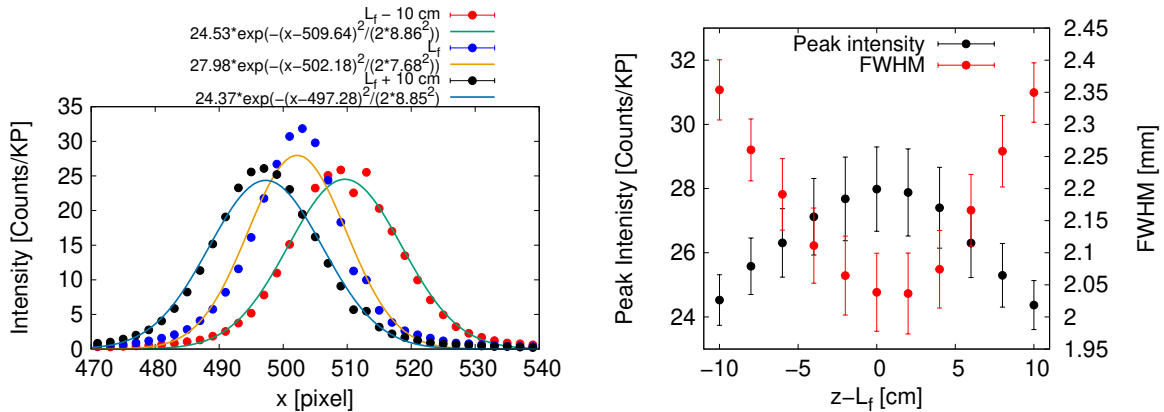 L_f − 10 cm
24.53*exp(−(x−509.64)^2/(2*8.86^2))
L_f
27.98*exp(−(x−502.18)^2/(2*7.68^2))
L_f + 10 cm
24.37*exp(−(x−497.28)^2/(2*8.85^2)
35
30
25
20
15
10
5
0
Intensity [Counts/KP]
470 480 490 500 510 520 530 540
x [pixel]
Peak intensity
FWHM
32
30
28
26
24
Peak Intenisty [Counts/KP]
2.45
2.4
2.35
2.3
2.25
2.2
2.15
2.1
2.05
2
1.95
FWHM [mm]
−10 −5 0 5 10
z−L_f [cm]